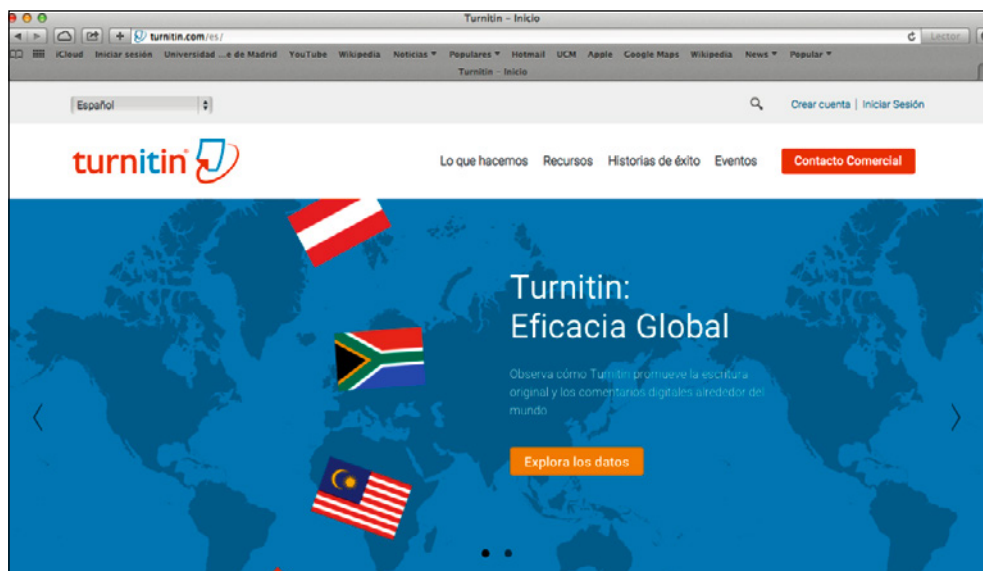 Turnitin – Inicio
turnitin.com/es/
Lector
iCloud Iniciar sesión Universidad ...e de Madrid YouTube Wikipedia Noticias Populares Hotmail UCM Apple Google Maps Wikipedia News Popular
Turnitin – Inicio
Español
Crear cuenta | Iniciar Sesión
turnitin
Lo que hacemos Recursos Historias de éxito Eventos Contacto Comercial
Turnitin:
Eficacia Global
Observa cómo Turnitin promueve la escritura
original y los comentarios digitales alrededor del
mundo
Explora los datos